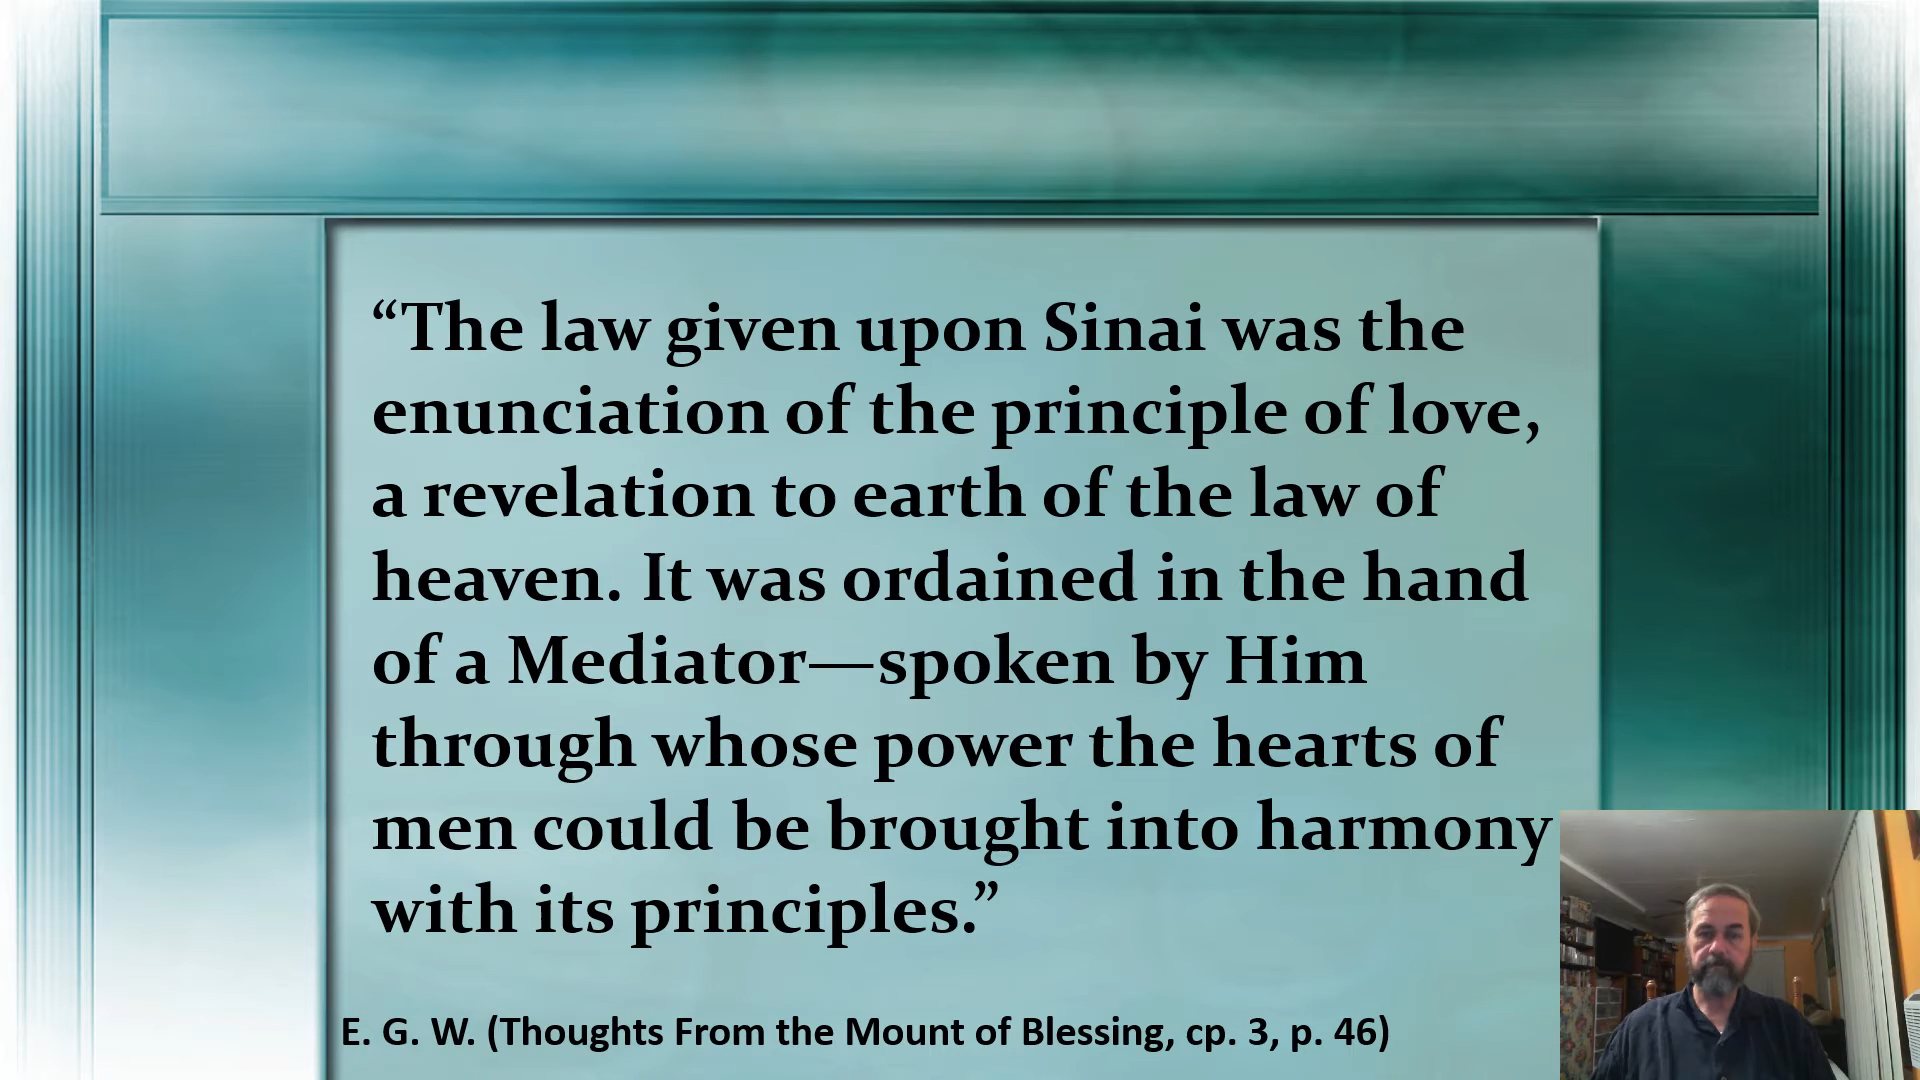 “The law given upon Sinai was the
enunciation of the principle of love,
a revelation to earth of the law of
heaven. It was ordained in the hand
of a Mediator—spoken by Him
through whose power the hearts of
men could be brought into harmony
with its principles.”
E. G. W. (Thoughts From the Mount of Blessing, cp. 3, p. 46)